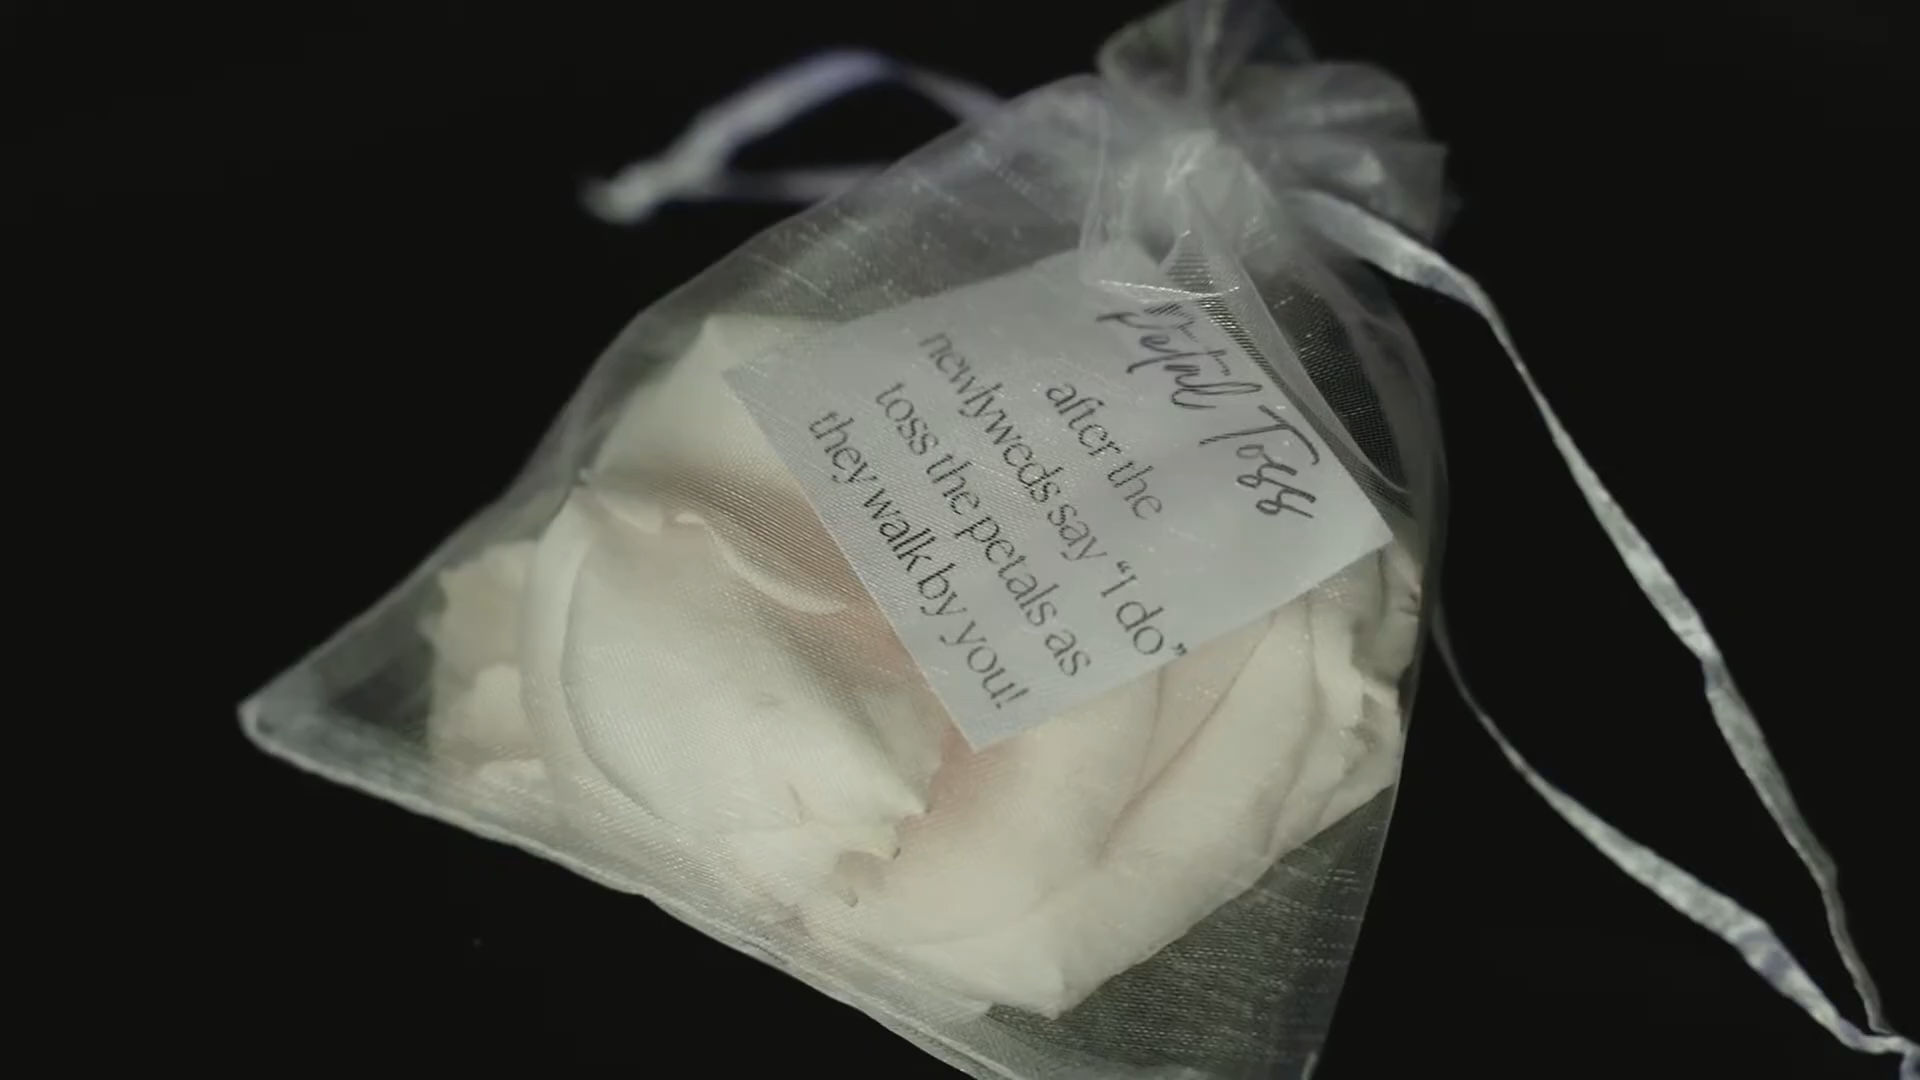 Petal Toss
after the
newlyweds say “I do”
toss the petals as
they walk by you!